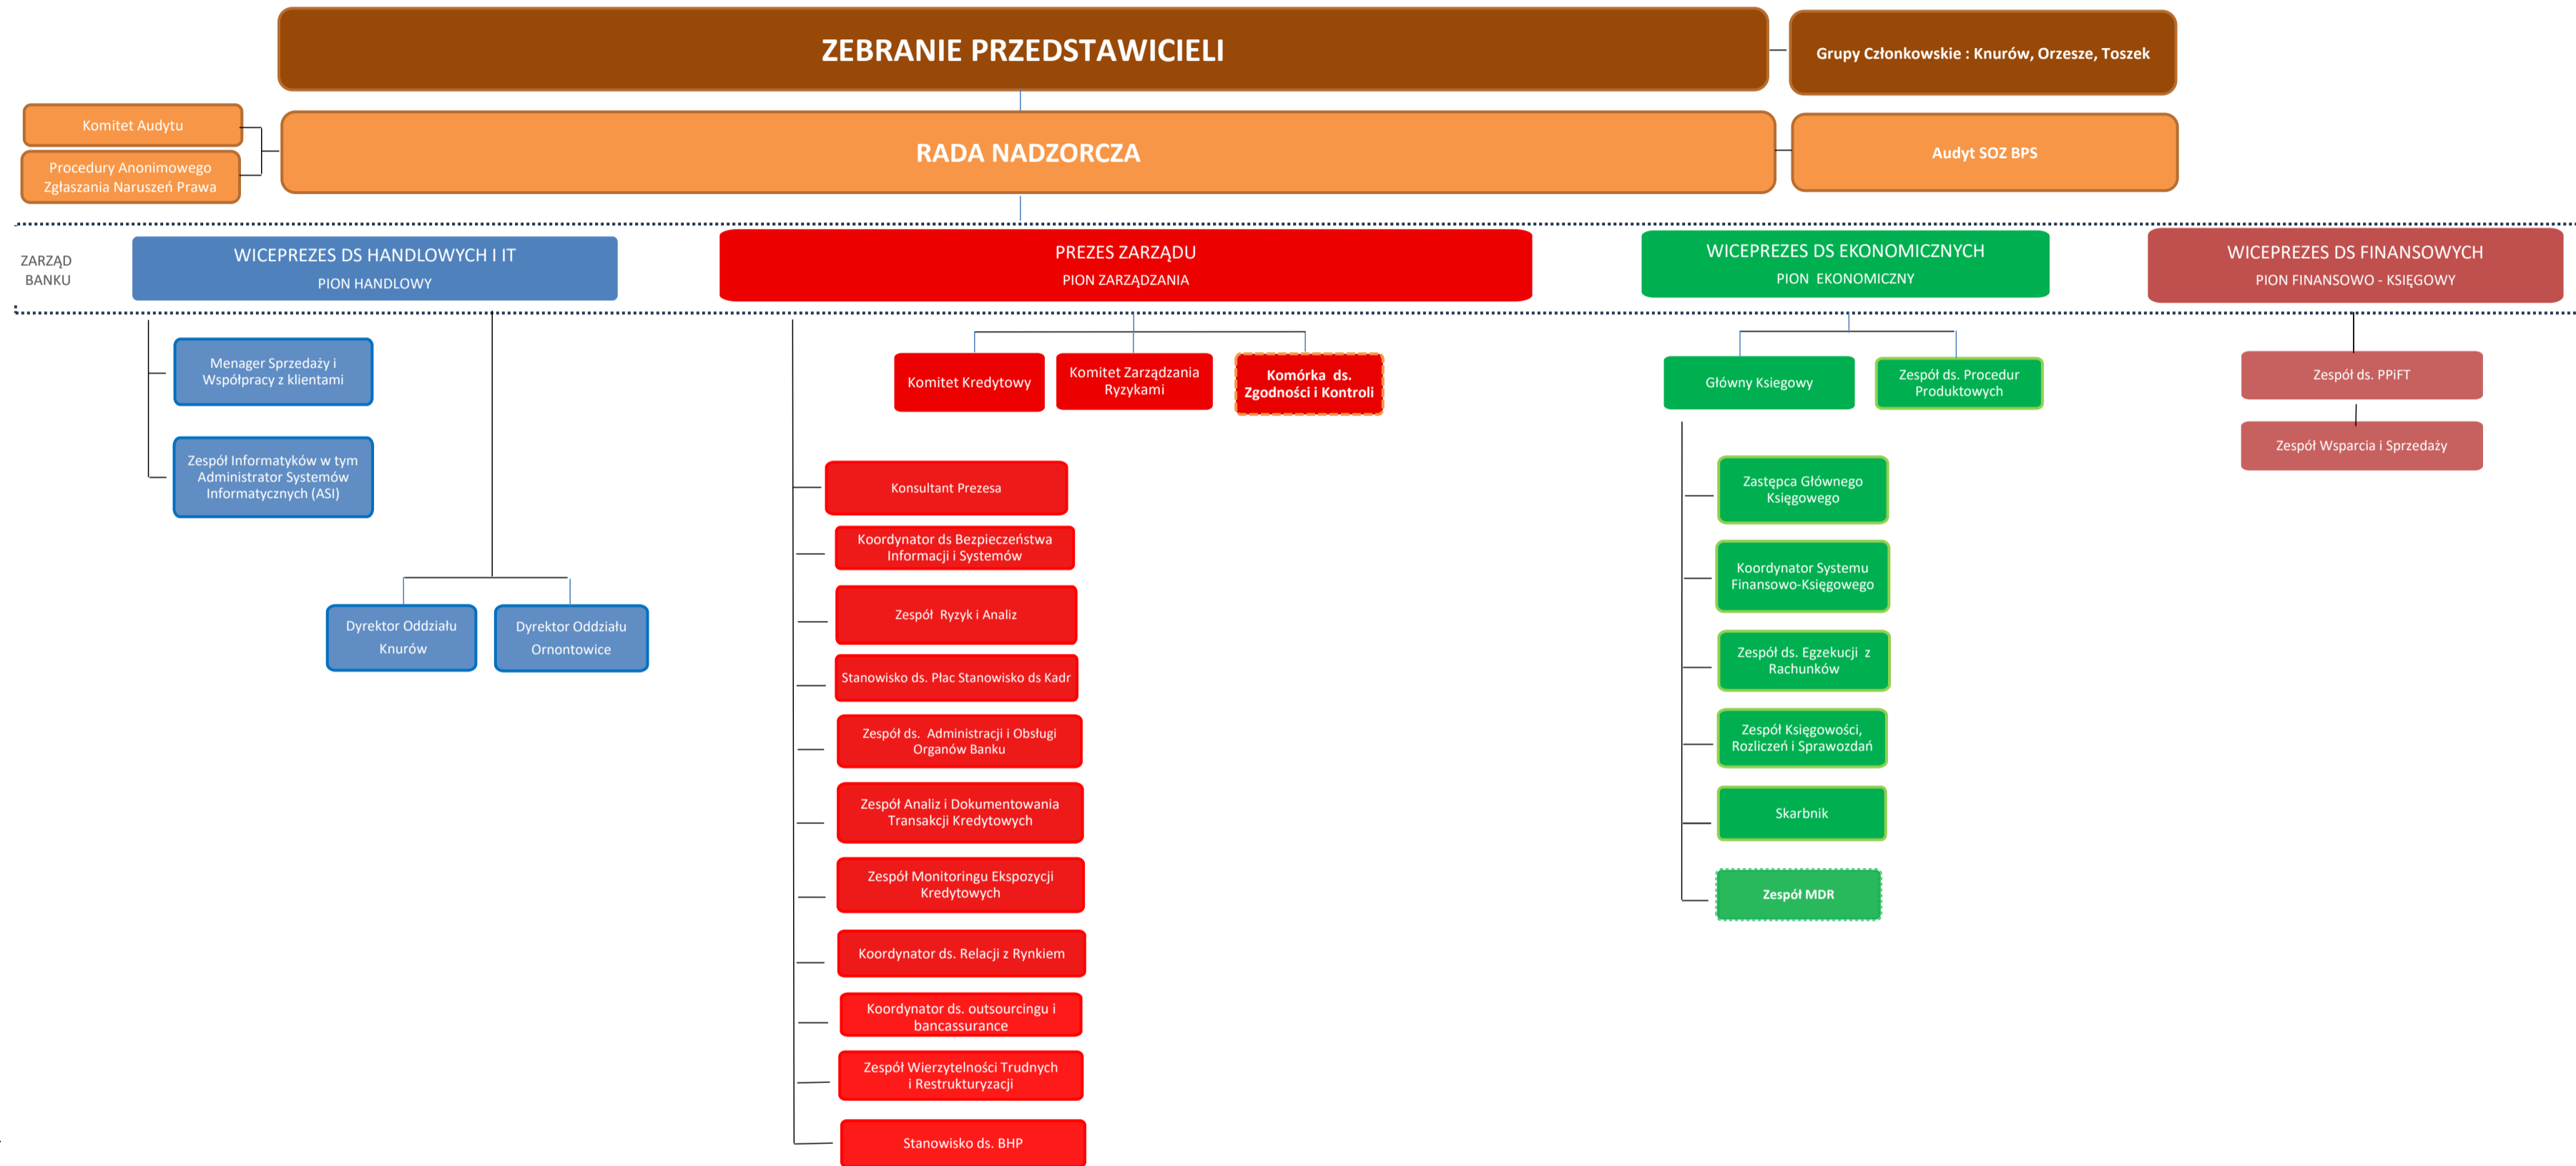 ZEBRANIE PRZEDSTAWICIELI
Grupy Członkowskie : Knurów, Orzesze, Toszek
Komitet Audytu
Procedury Anonimowego
Zgłaszania Naruszeń Prawa
RADA NADZORCZA
Audyt SOZ BPS
ZARZĄD
BANKU
WICEPREZES DS HANDLOWYCH I IT
PION HANDLOWY
PREZES ZARZĄDU
PION ZARZĄDZANIA
WICEPREZES DS EKONOMICZNYCH
PION EKONOMICZNY
WICEPREZES DS FINANSOWYCH
PION FINANSOWO - KSIĘGOWY
Menager Sprzedaży i
Współpracy z klientami
Zespół Informatyków w tym
Administrator Systemów
Informatycznych (ASI)
Dyrektor Oddziału
Knurów
Dyrektor Oddziału
Ornontowice
Komitet Kredytowy
Komitet Zarządzania
Ryzykami
Komórka ds.
Zgodności i Kontroli
Konsultant Prezesa
Koordynator ds Bezpieczeństwa
Informacji i Systemów
Zespół Ryzyk i Analiz
Stanowisko ds. Płac Stanowisko ds Kadr
Zespół ds. Administracji i Obsługi
Organów Banku
Zespół Analiz i Dokumentowania
Transakcji Kredytowych
Zespół Monitoringu Ekspozycji
Kredytowych
Koordynator ds. Relacji z Rynkiem
Koordynator ds. outsourcingu i
bancassurance
Zespół Wierzytelności Trudnych
i Restrukturyzacji
Stanowisko ds. BHP
Główny Ksiegowy
Zespół ds. Procedur
Produktowych
Zastępca Głównego
Księgowego
Koordynator Systemu
Finansowo-Księgowego
Zespół ds. Egzekucji z
Rachunków
Zespół Księgowości,
Rozliczeń i Sprawozdań
Skarbnik
Zespół MDR
Zespół ds. PPiFT
Zespół Wsparcia i Sprzedaży